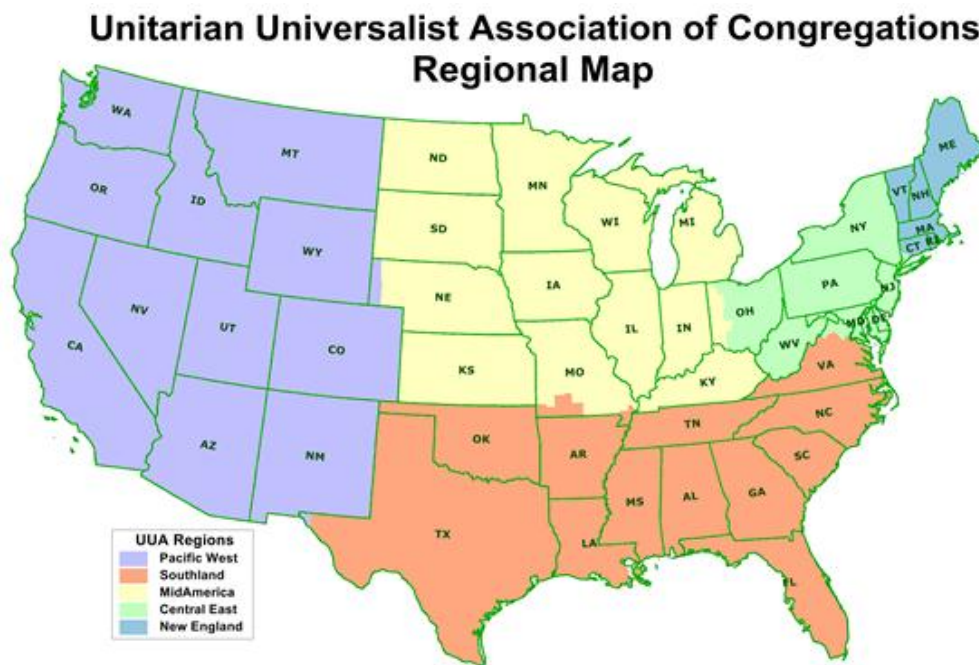 Unitarian Universalist Association of Congregations
Regional Map
WA
MT
ND
MN
ME
OR
ID
SD
WI
MI
VT
NH
NY
MA
CT
RI
WY
IA
NE
PA
NJ
NV
UT
CO
IL
IN
OH
MD
DE
WV
CA
KS
MO
KY
VA
AZ
NM
OK
AR
TN
NC
SC
MS
AL
GA
TX
LA
FL
UUA Regions
Pacific West
Southland
MidAmerica
Central East
New England